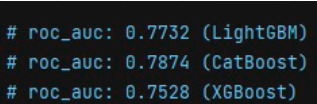 # roc_auc: 0.7732 (LightGBM)
# roc_auc: 0.7874 (CatBoost)
# roc_auc: 0.7528 (XGBoost)